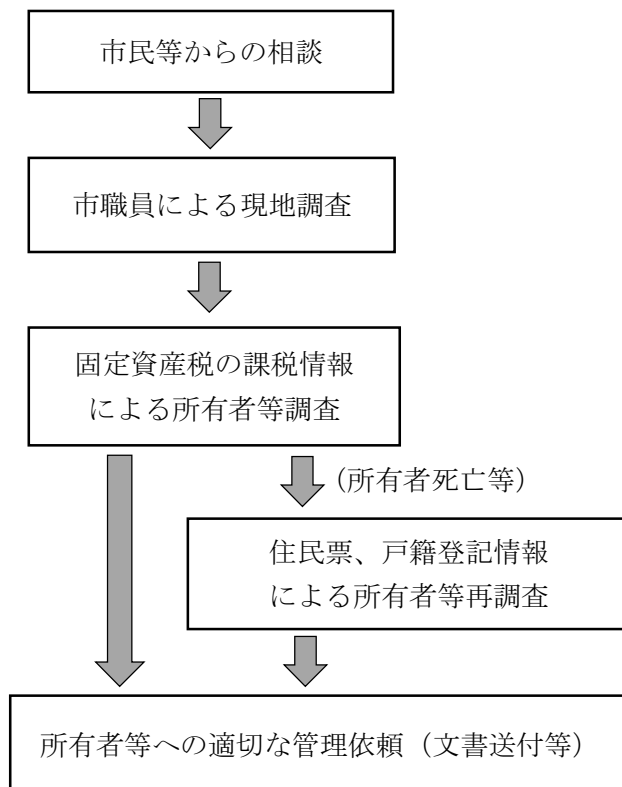 市民等からの相談
市職員による現地調査
固定資産税の課税情報
による所有者等調査
(所有者死亡等)
住民票、戸籍登記情報
による所有者等再調査
所有者等への適切な管理依頼（文書送付等）